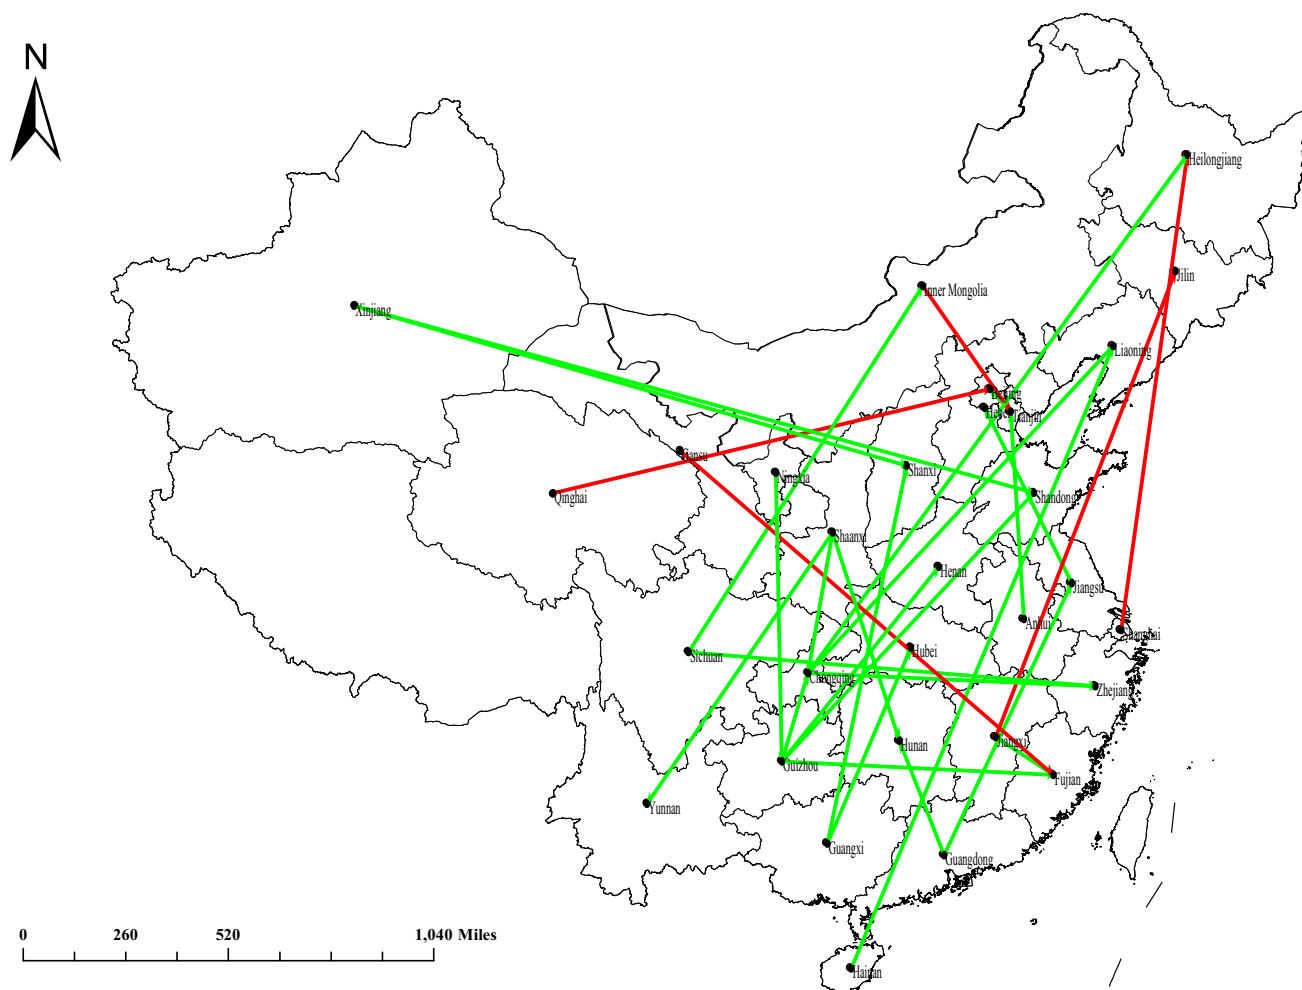 N
Heilongjiang
Jilin
Inner Mongolia
Xinjiang
Liaoning
Beijing
Hebei
Tianjin
Gansu
Shanxi
Ningxia
Qinghai
Shandong
Shaanxi
Henan
Jiangsu
Anhui
Shanghai
Sichuan
Hubei
Chongqing
Zhejiang
Jiangxi
Hunan
Guizhou
Fujian
Yunnan
Guangxi
Guangdong
0 260 520 1,040 Miles
Hainan